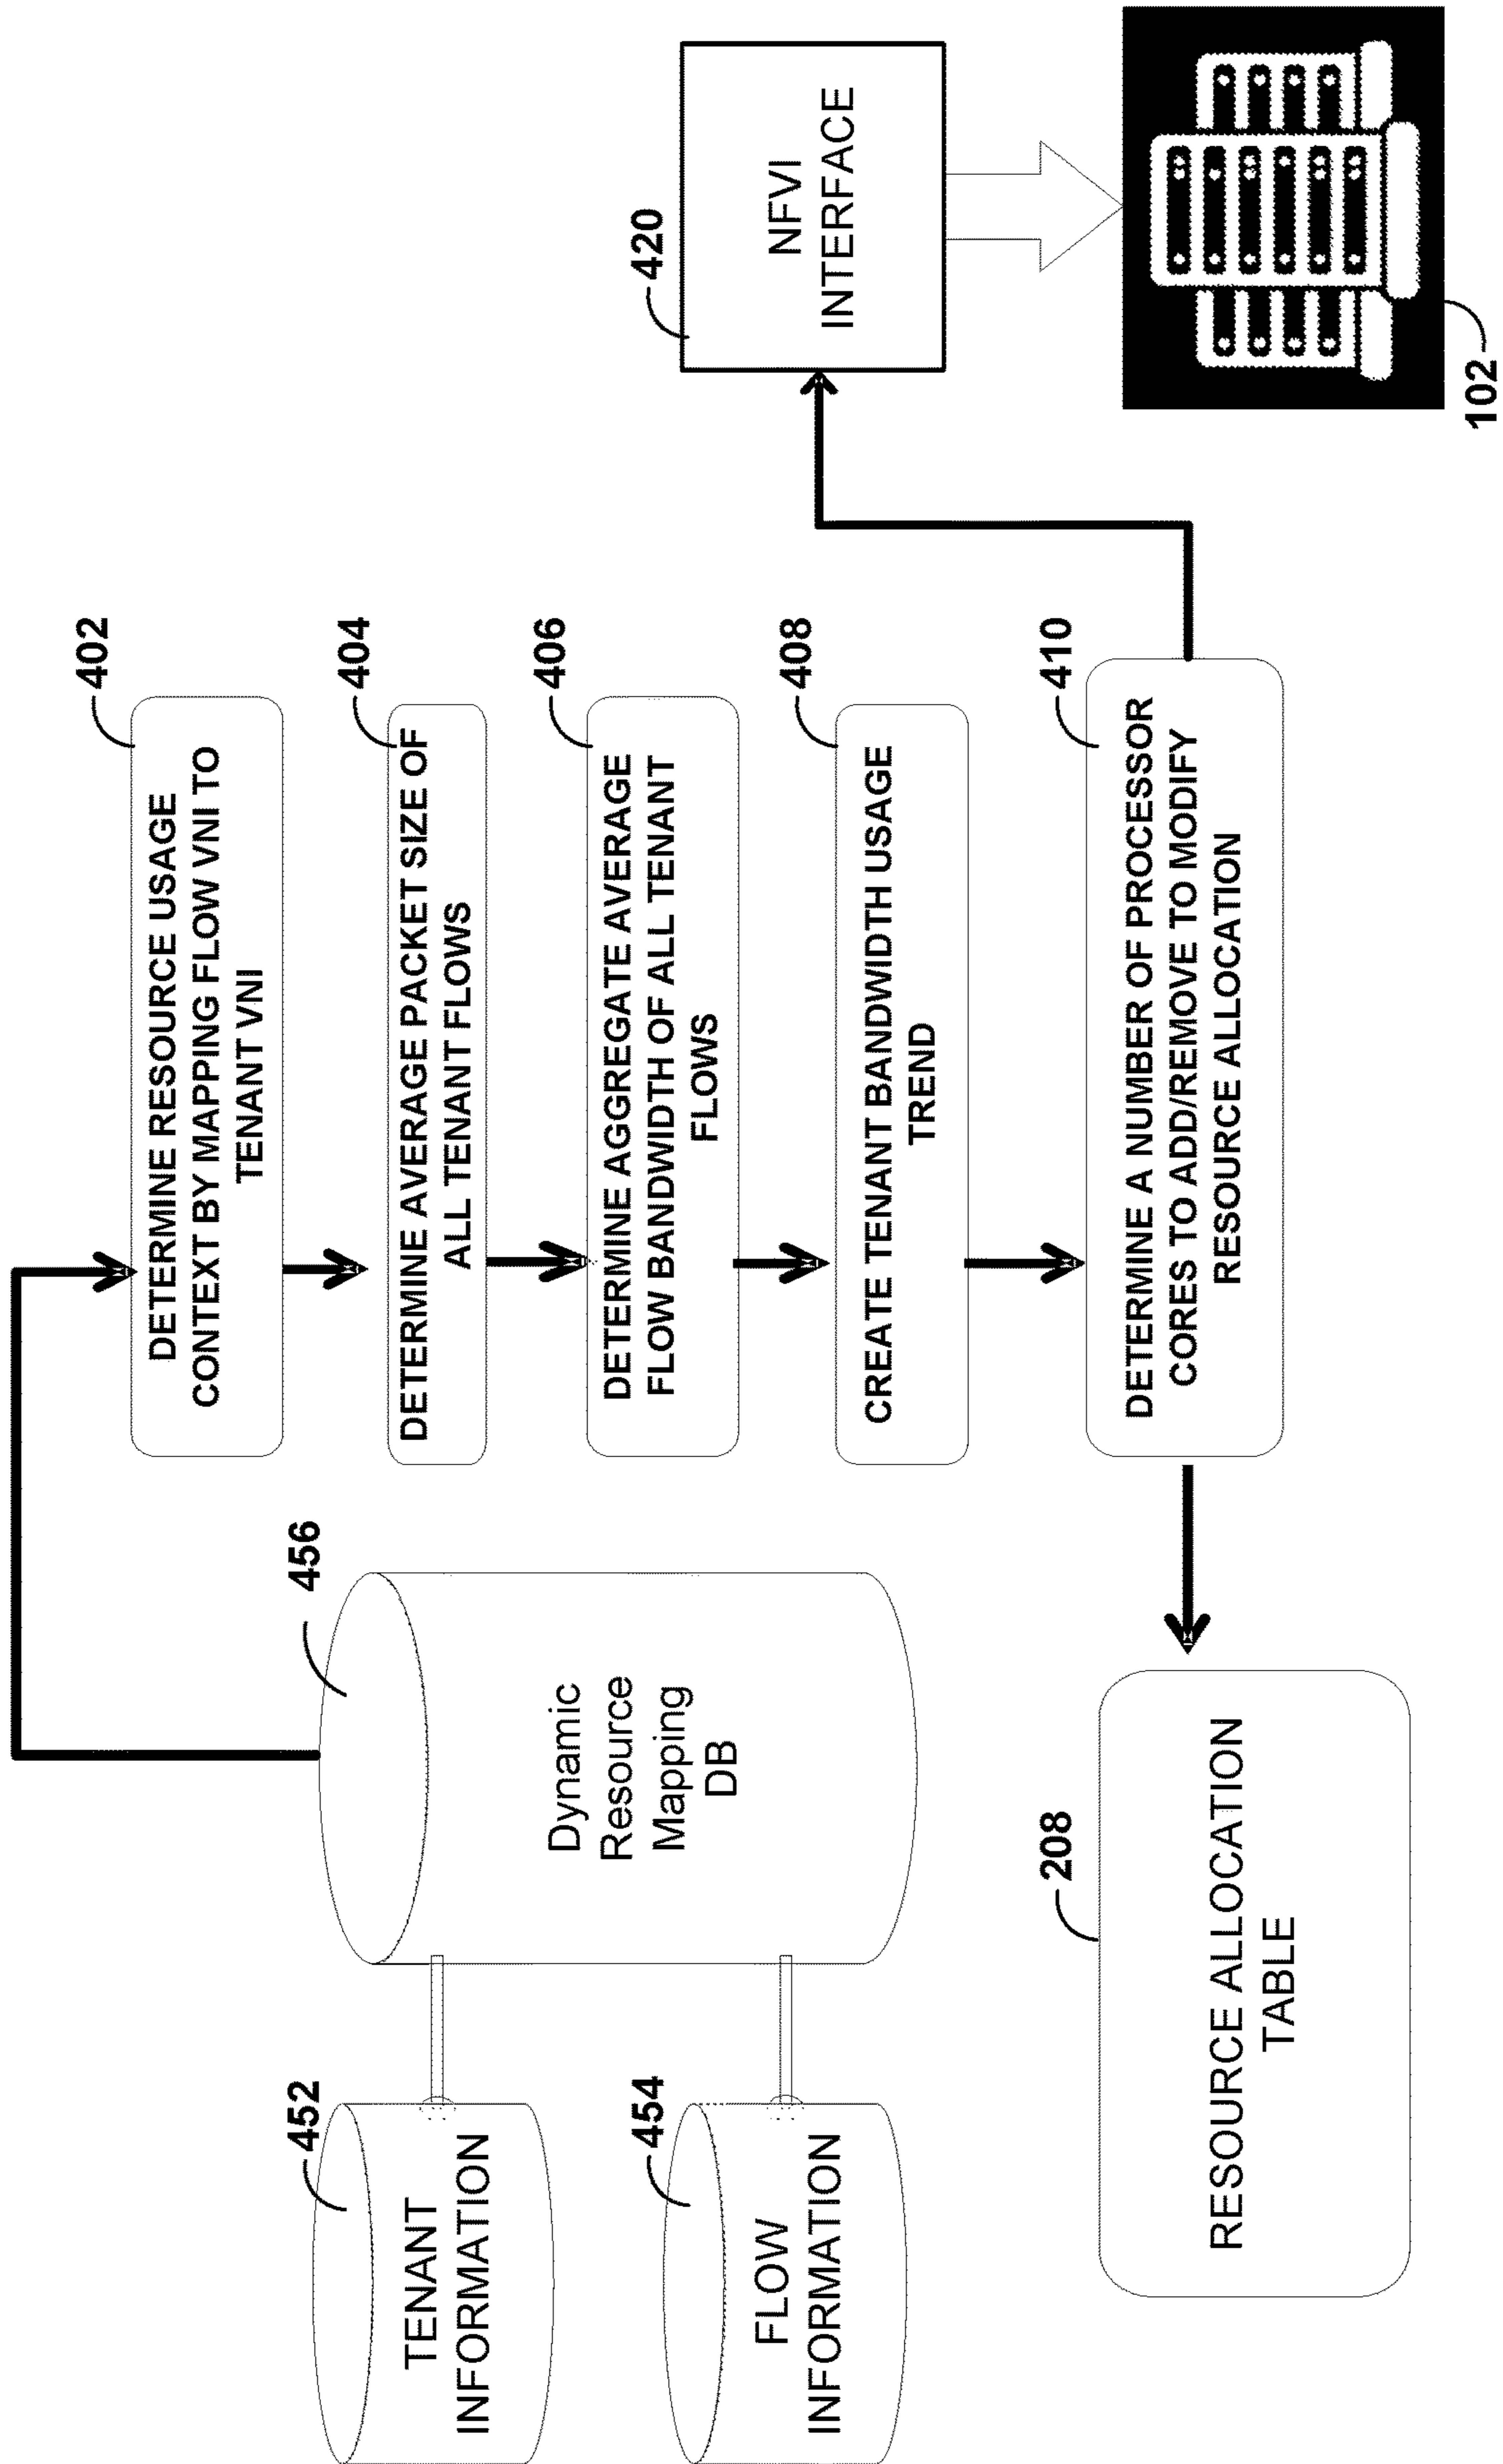 452
TENANT
INFORMATION
454
FLOW
INFORMATION
456
Dynamic
Resource
Mapping
DB
402
DETERMINE RESOURCE USAGE
CONTEXT BY MAPPING FLOW VNI TO
TENANT VNI
404
DETERMINE AVERAGE PACKET SIZE OF
ALL TENANT FLOWS
406
DETERMINE AGGREGATE AVERAGE
FLOW BANDWIDTH OF ALL TENANT
FLOWS
408
CREATE TENANT BANDWIDTH USAGE
TREND
410
DETERMINE A NUMBER OF PROCESSOR
CORES TO ADD/REMOVE TO MODIFY
RESOURCE ALLOCATION
208
RESOURCE ALLOCATION
TABLE
420
NFVI
INTERFACE
102